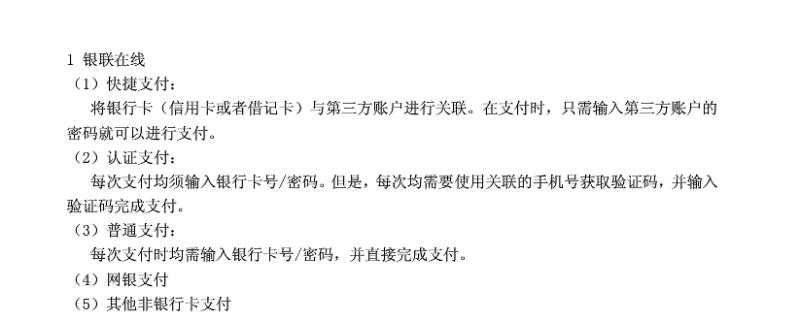 1 银联在线
（1）快捷支付：
将银行卡（信用卡或者借记卡）与第三方账户进行关联。在支付时，只需输入第三方账户的
密码就可以进行支付。
（2）认证支付：
每次支付均须输入银行卡号/密码。但是，每次均需要使用关联的手机号获取验证码，并输入
验证码完成支付。
（3）普通支付：
每次支付时均需输入银行卡号/密码，并直接完成支付。
（4）网银支付
（5）其他非银行卡支付